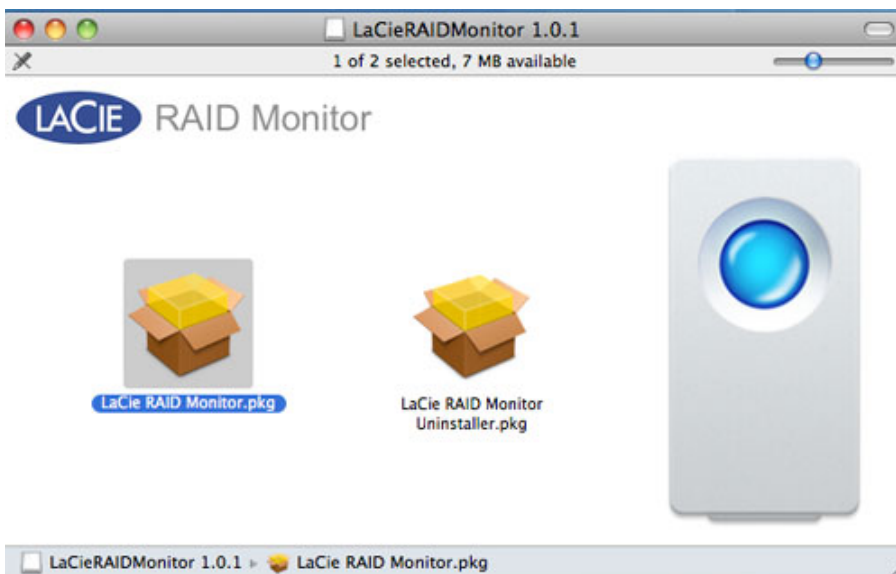 LaCieRAIDMonitor 1.0.1
1 of 2 selected, 7 MB available
LACIE RAID Monitor
LaCie RAID Monitor.pkg
LaCie RAID Monitor
Uninstaller.pkg
LaCieRAIDMonitor 1.0.1 ▸ LaCie RAID Monitor.pkg